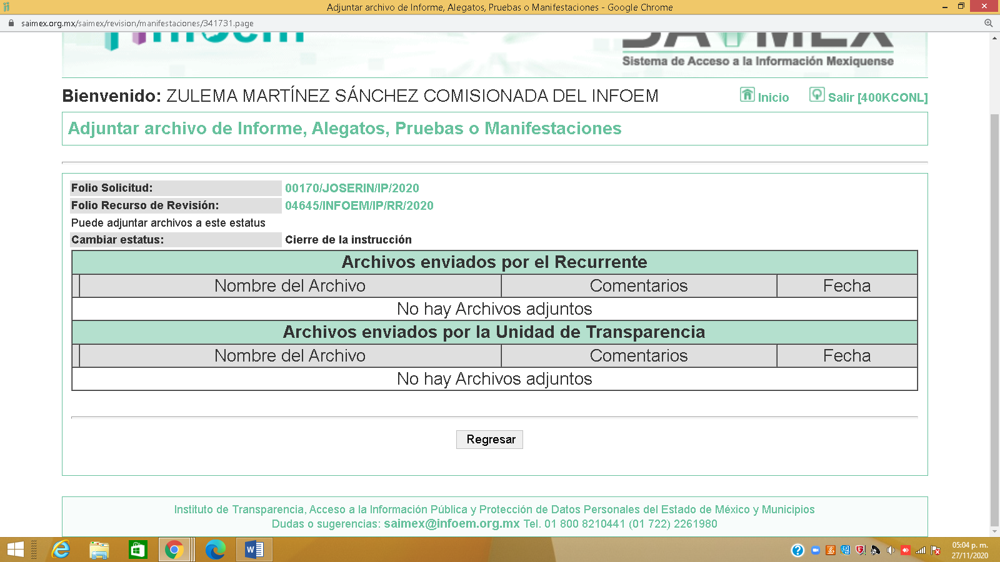 Adjuntar archivo de Informe, Alegatos, Pruebas o Manifestaciones - Google Chrome
saimex.org.mx/saimex/revision/manifestaciones/341731.page
infoem
SAIMEX
Sistema de Acceso a la Información Mexiquense
Bienvenido: ZULEMA MARTÍNEZ SÁNCHEZ COMISIONADA DEL INFOEM
Inicio
Salir [400KCONL]
Adjuntar archivo de Informe, Alegatos, Pruebas o Manifestaciones
Folio Solicitud: 00170/JOSERIN/IP/2020
Folio Recurso de Revisión: 04645/INFOEM/IP/RR/2020
Puede adjuntar archivos a este estatus
Cambiar estatus: Cierre de la instrucción
Archivos enviados por el Recurrente
Nombre del Archivo Comentarios Fecha
No hay Archivos adjuntos
Archivos enviados por la Unidad de Transparencia
Nombre del Archivo Comentarios Fecha
No hay Archivos adjuntos
Regresar
Instituto de Transparencia, Acceso a la Información Pública y Protección de Datos Personales del Estado de México y Municipios
Dudas o sugerencias: saimex@infoem.org.mx Tel. 01 800 8210441 (01 722) 2261980
05:04 p. m.
27/11/2020